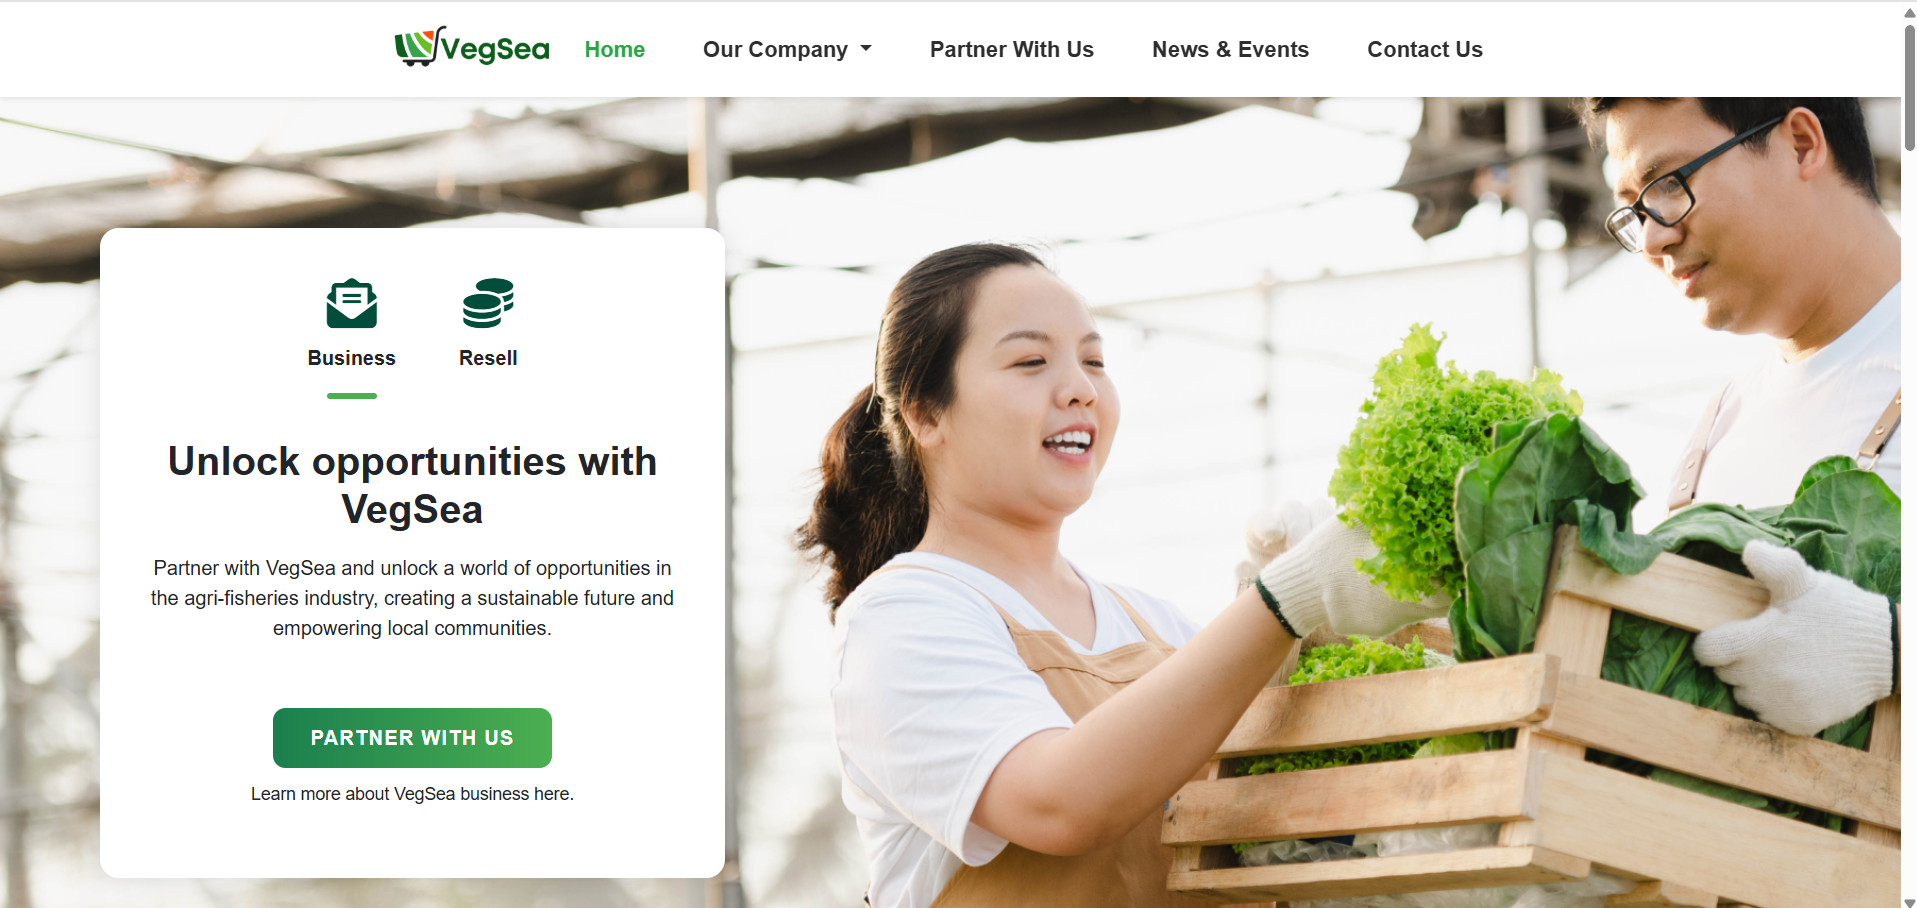 VegSea
Home
Our Company
Partner With Us
News & Events
Contact Us
Business
Resell
Unlock opportunities with
VegSea
Partner with VegSea and unlock a world of opportunities in
the agri-fisheries industry, creating a sustainable future and
empowering local communities.
PARTNER WITH US
Learn more about VegSea business here.